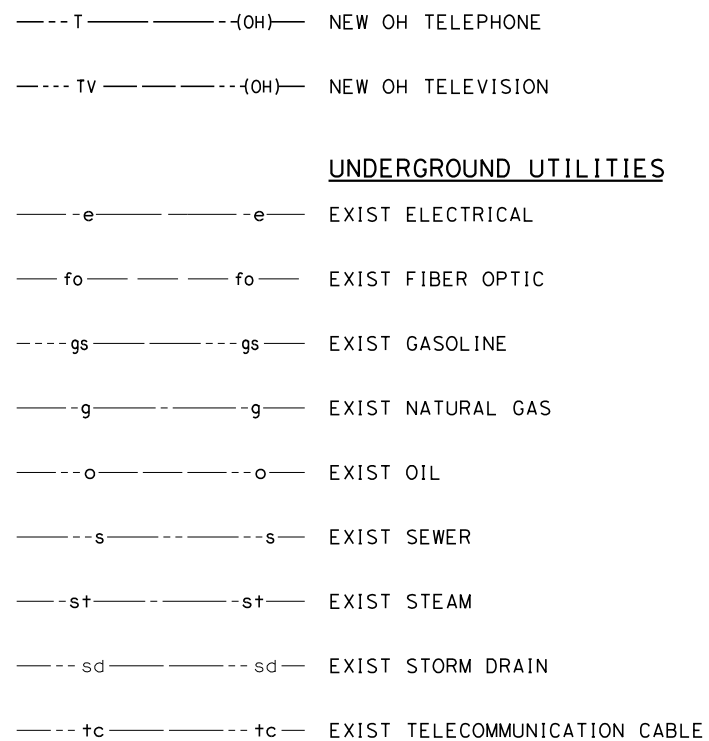 T (OH) NEW OH TELEPHONE
TV (OH) NEW OH TELEVISION
UNDERGROUND UTILITIES
e e EXIST ELECTRICAL
fo fo EXIST FIBER OPTIC
gs gs EXIST GASOLINE
g g EXIST NATURAL GAS
o o EXIST OIL
s s EXIST SEWER
st st EXIST STEAM
sd sd EXIST STORM DRAIN
tc tc EXIST TELECOMMUNICATION CABLE